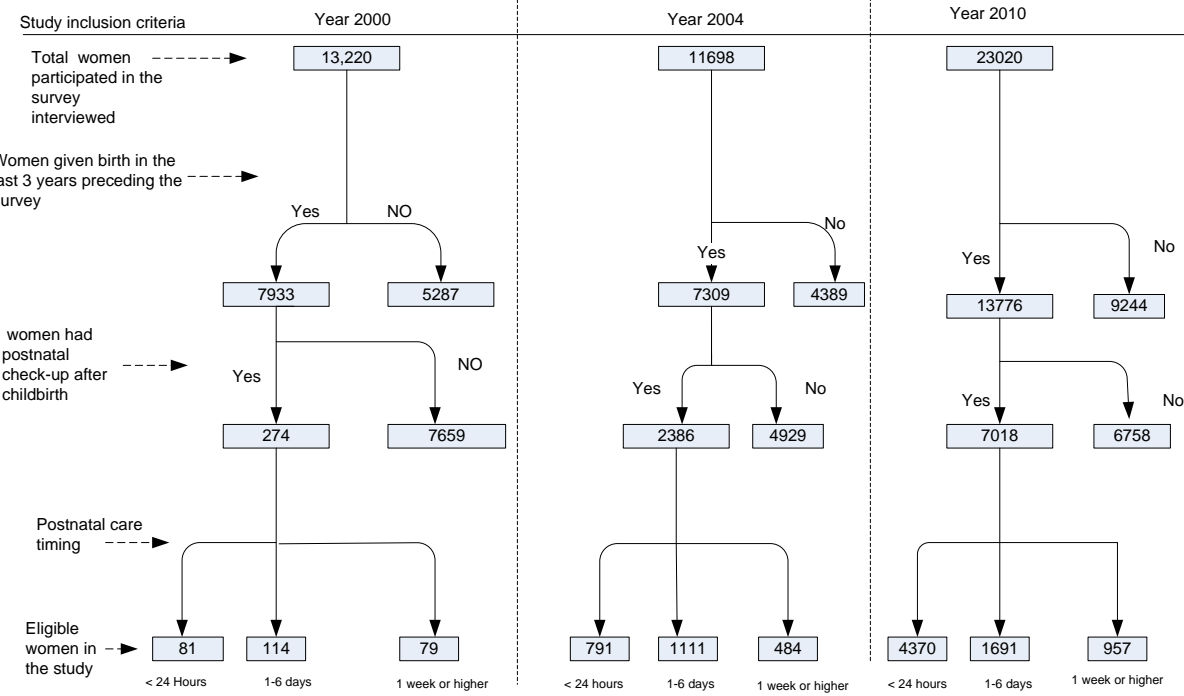 Study inclusion criteria Year 2000 Year 2004 Year 2010
Total women
participated in the
survey
interviewed
13,220 11698 23020
Women given birth in the
last 3 years preceding the
survey
Yes NO
Yes No
Yes No
7933 5287 7309 4389 13776 9244
women had
postnatal
check-up after
childbirth
Yes NO
Yes No
Yes No
274 7659 2386 4929 7018 6758
Postnatal care
timing
Eligible
women in
the study
81 114 79 791 1111 484 4370 1691 957
< 24 Hours 1-6 days 1 week or higher < 24 hours 1-6 days 1 week or higher < 24 hours 1-6 days 1 week or higher